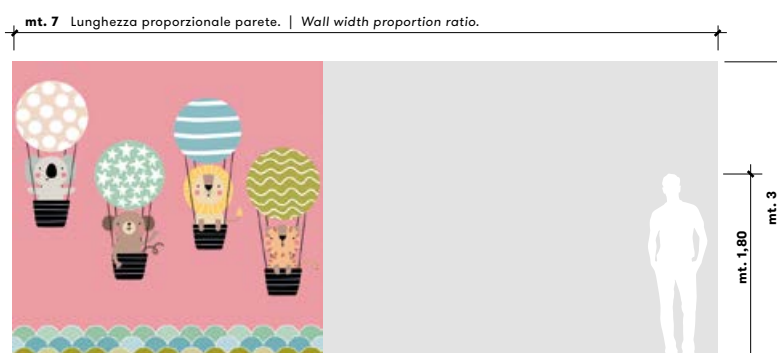 mt. 7 Lunghezza proporzionale parete. | Wall width proportion ratio.
mt. 3
mt. 1,80